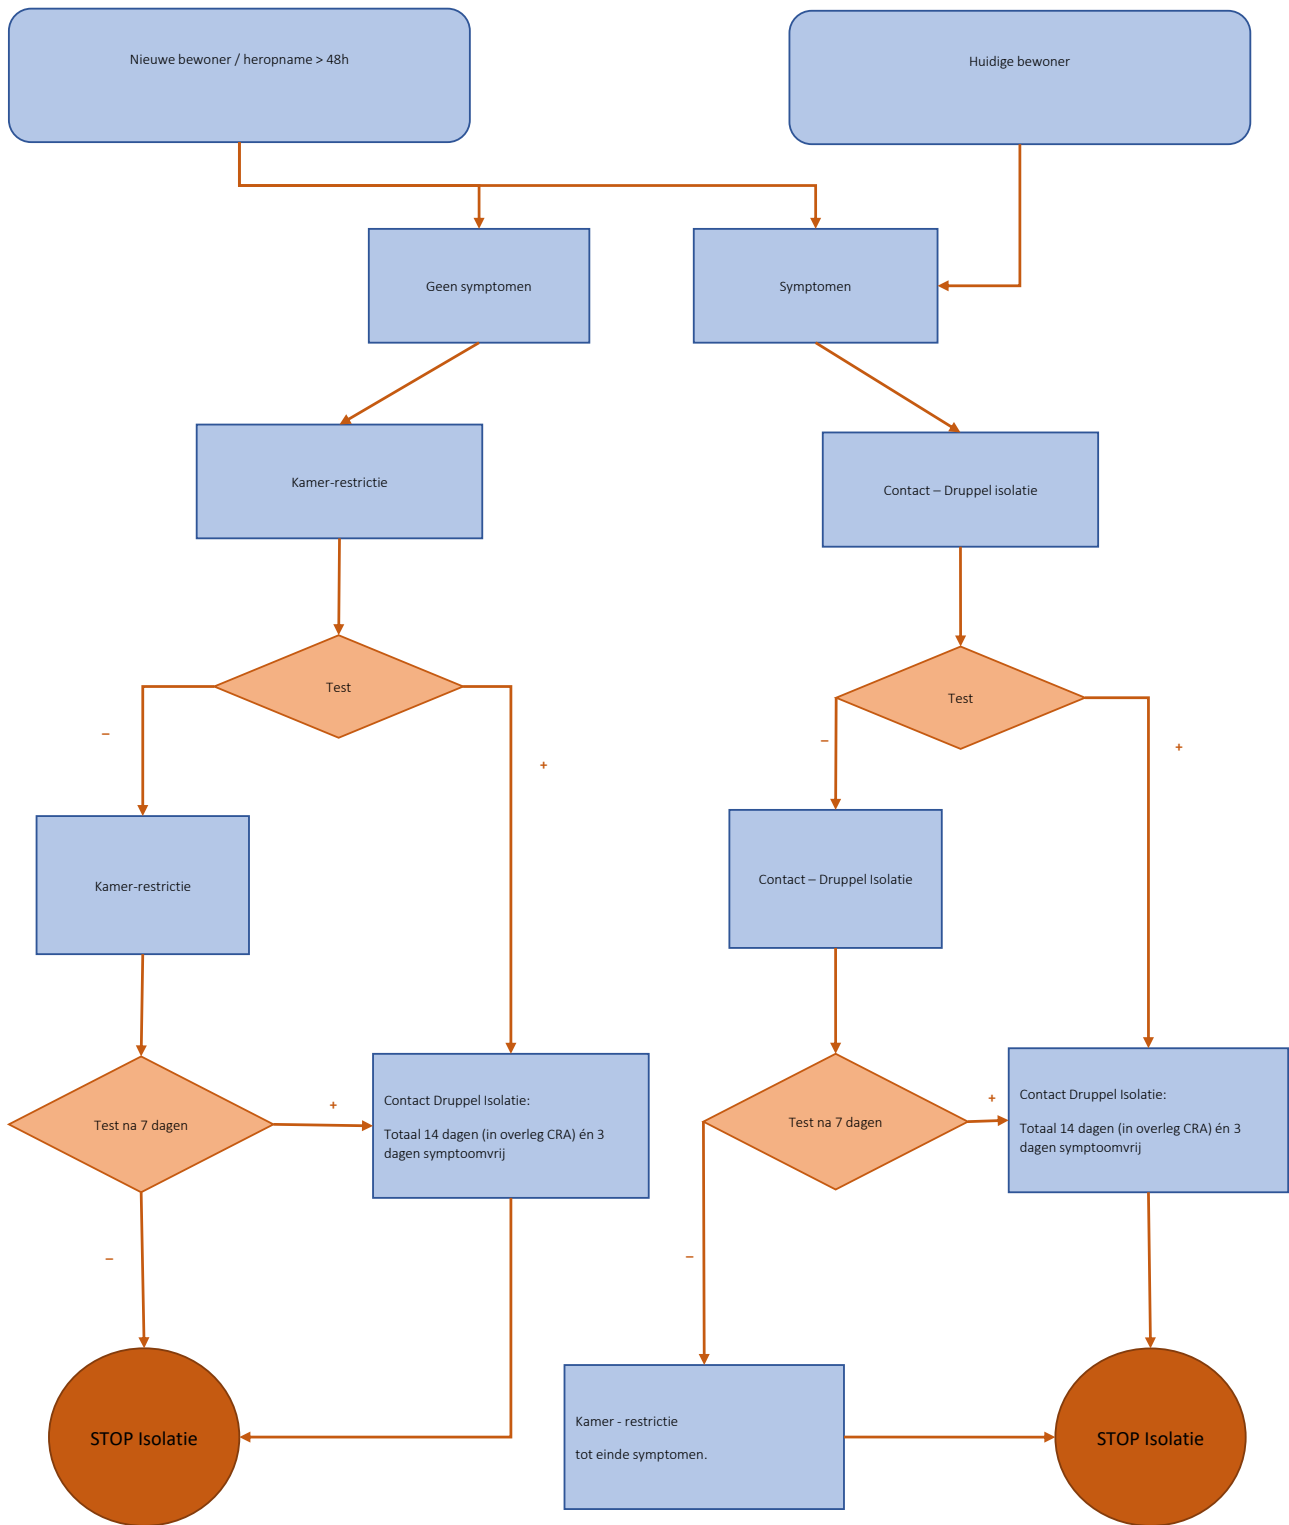 Nieuwe bewoner / heropname > 48h
Huidige bewoner
Geen symptomen
Symptomen
Kamer-restrictie
Contact – Druppel isolatie
Test
Test
–
+
–
+
Kamer-restrictie
Contact – Druppel Isolatie
Test na 7 dagen
+
Contact Druppel Isolatie:
Totaal 14 dagen (in overleg CRA) én 3
dagen symptoomvrij
Test na 7 dagen
+
Contact Druppel Isolatie:
Totaal 14 dagen (in overleg CRA) én 3
dagen symptoomvrij
–
–
STOP Isolatie
Kamer - restrictie
tot einde symptomen.
STOP Isolatie